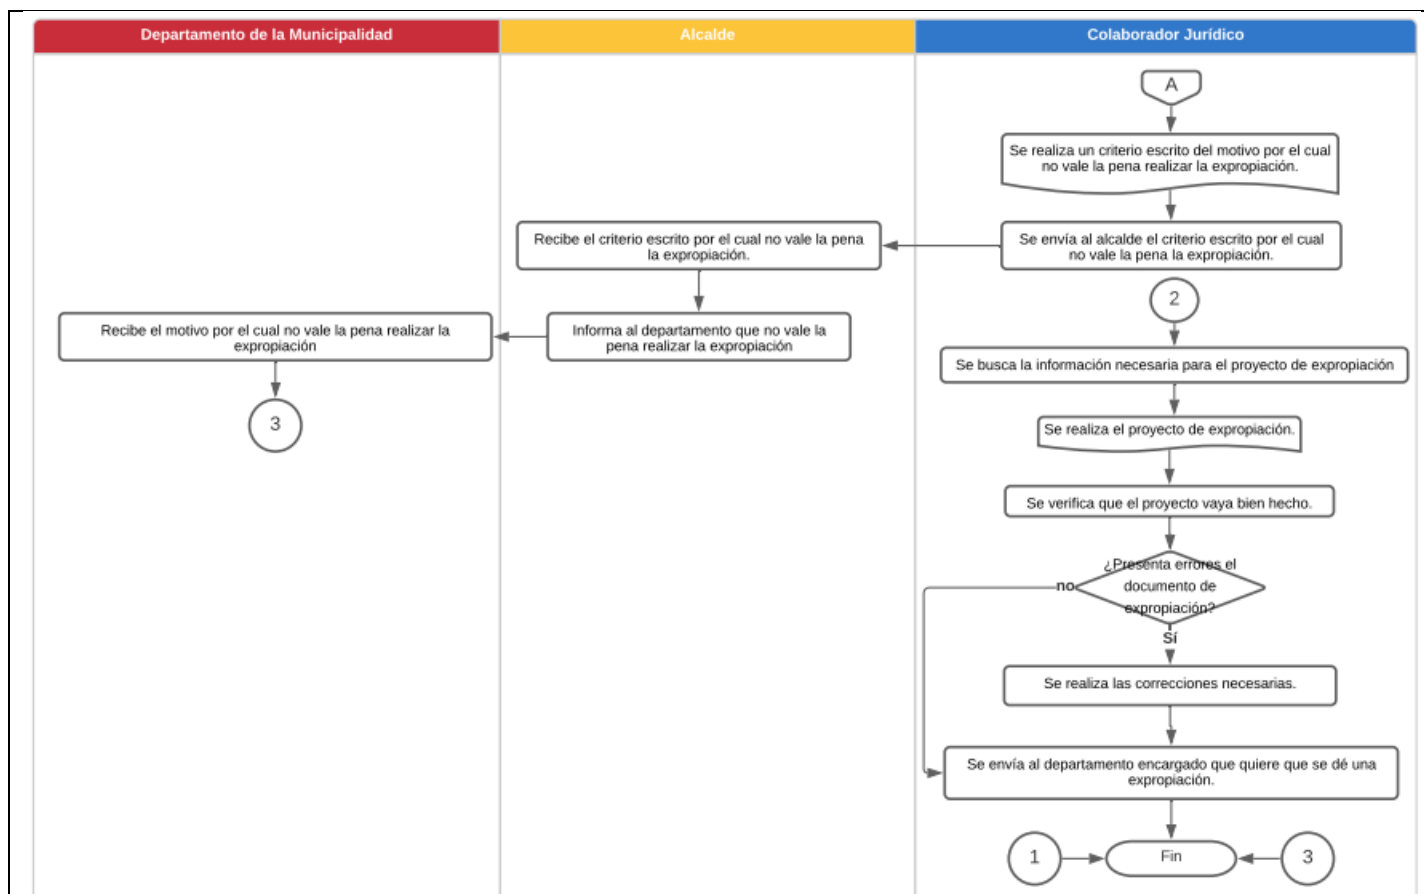 Departamento de la Municipalidad
Alcalde
Colaborador Jurídico
A
Se realiza un criterio escrito del motivo por el cual
no vale la pena realizar la expropiación.
Se envía al alcalde el criterio escrito por el cual
no vale la pena la expropiación.
Recibe el criterio escrito por el cual no vale la pena
la expropiación.
Informa al departamento que no vale la
pena realizar la expropiación
Recibe el motivo por el cual no vale la pena realizar la
expropiación
3
2
Se busca la información necesaria para el proyecto de expropiación
Se realiza el proyecto de expropiación.
Se verifica que el proyecto vaya bien hecho.
¿Presenta errores el
documento de
expropiación?
no
Sí
Se realiza las correcciones necesarias.
Se envía al departamento encargado que quiere que se dé una
expropiación.
1
Fin
3